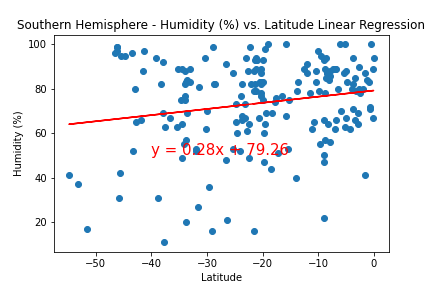 Southern Hemisphere - Humidity (%) vs. Latitude Linear Regression
100
80
60
40
20
Humidity (%)
y = 0.28x + 79.26
−50
−40
−30
−20
−10
0
Latitude